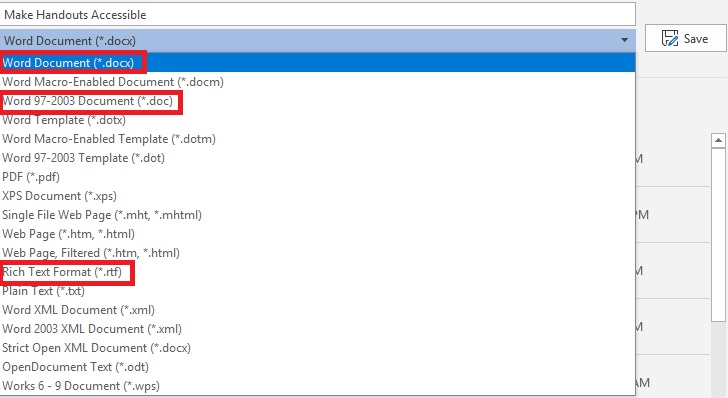 Make Handouts Accessible
Word Document (*.docx)
Save
Word Document (*.docx)
Word Macro-Enabled Document (*.docm)
Word 97-2003 Document (*.doc)
Word Template (*.dotx)
Word Macro-Enabled Template (*.dotm)
Word 97-2003 Template (*.dot)
PDF (*.pdf)
XPS Document (*.xps)
Single File Web Page (*.mht, *.mhtml)
Web Page (*.htm, *.html)
Web Page, Filtered (*.htm, *.html)
Rich Text Format (*.rtf)
Plain Text (*.txt)
Word XML Document (*.xml)
Word 2003 XML Document (*.xml)
Strict Open XML Document (*.docx)
OpenDocument Text (*.odt)
Works 6 - 9 Document (*.wps)